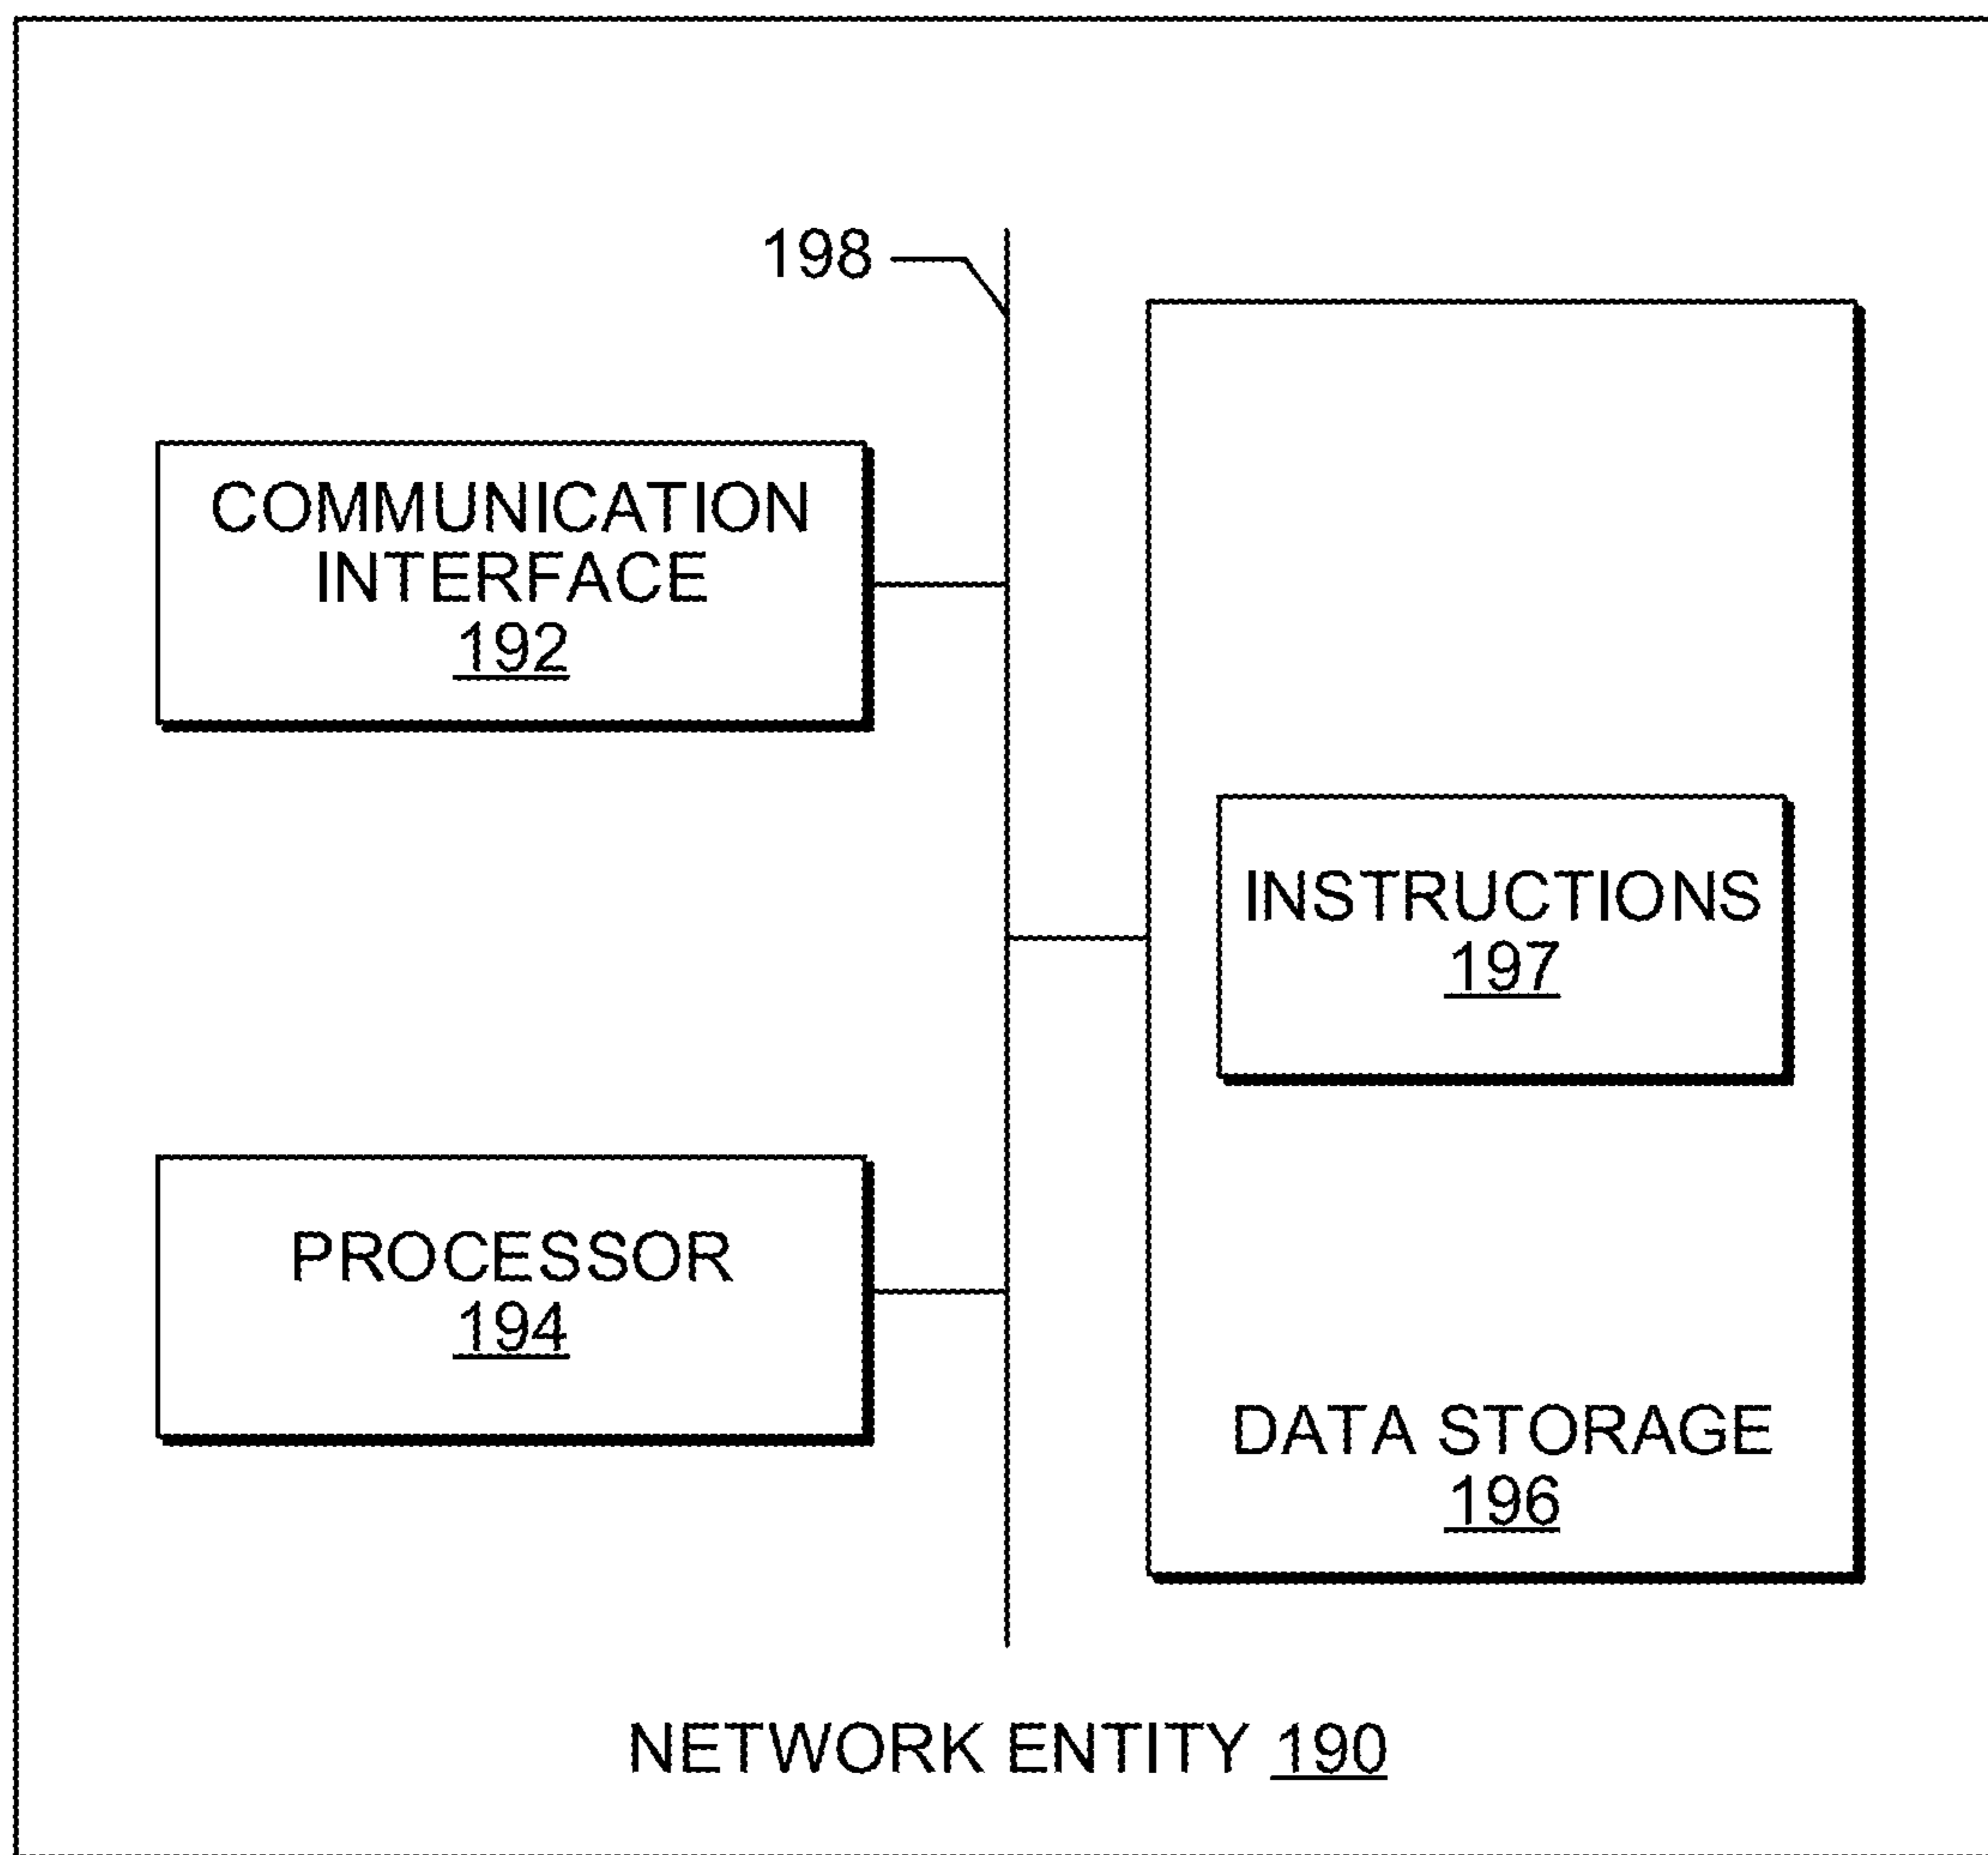 198
COMMUNICATION
INTERFACE
192
INSTRUCTIONS
197
PROCESSOR
194
DATA STORAGE
196
NETWORK ENTITY 190